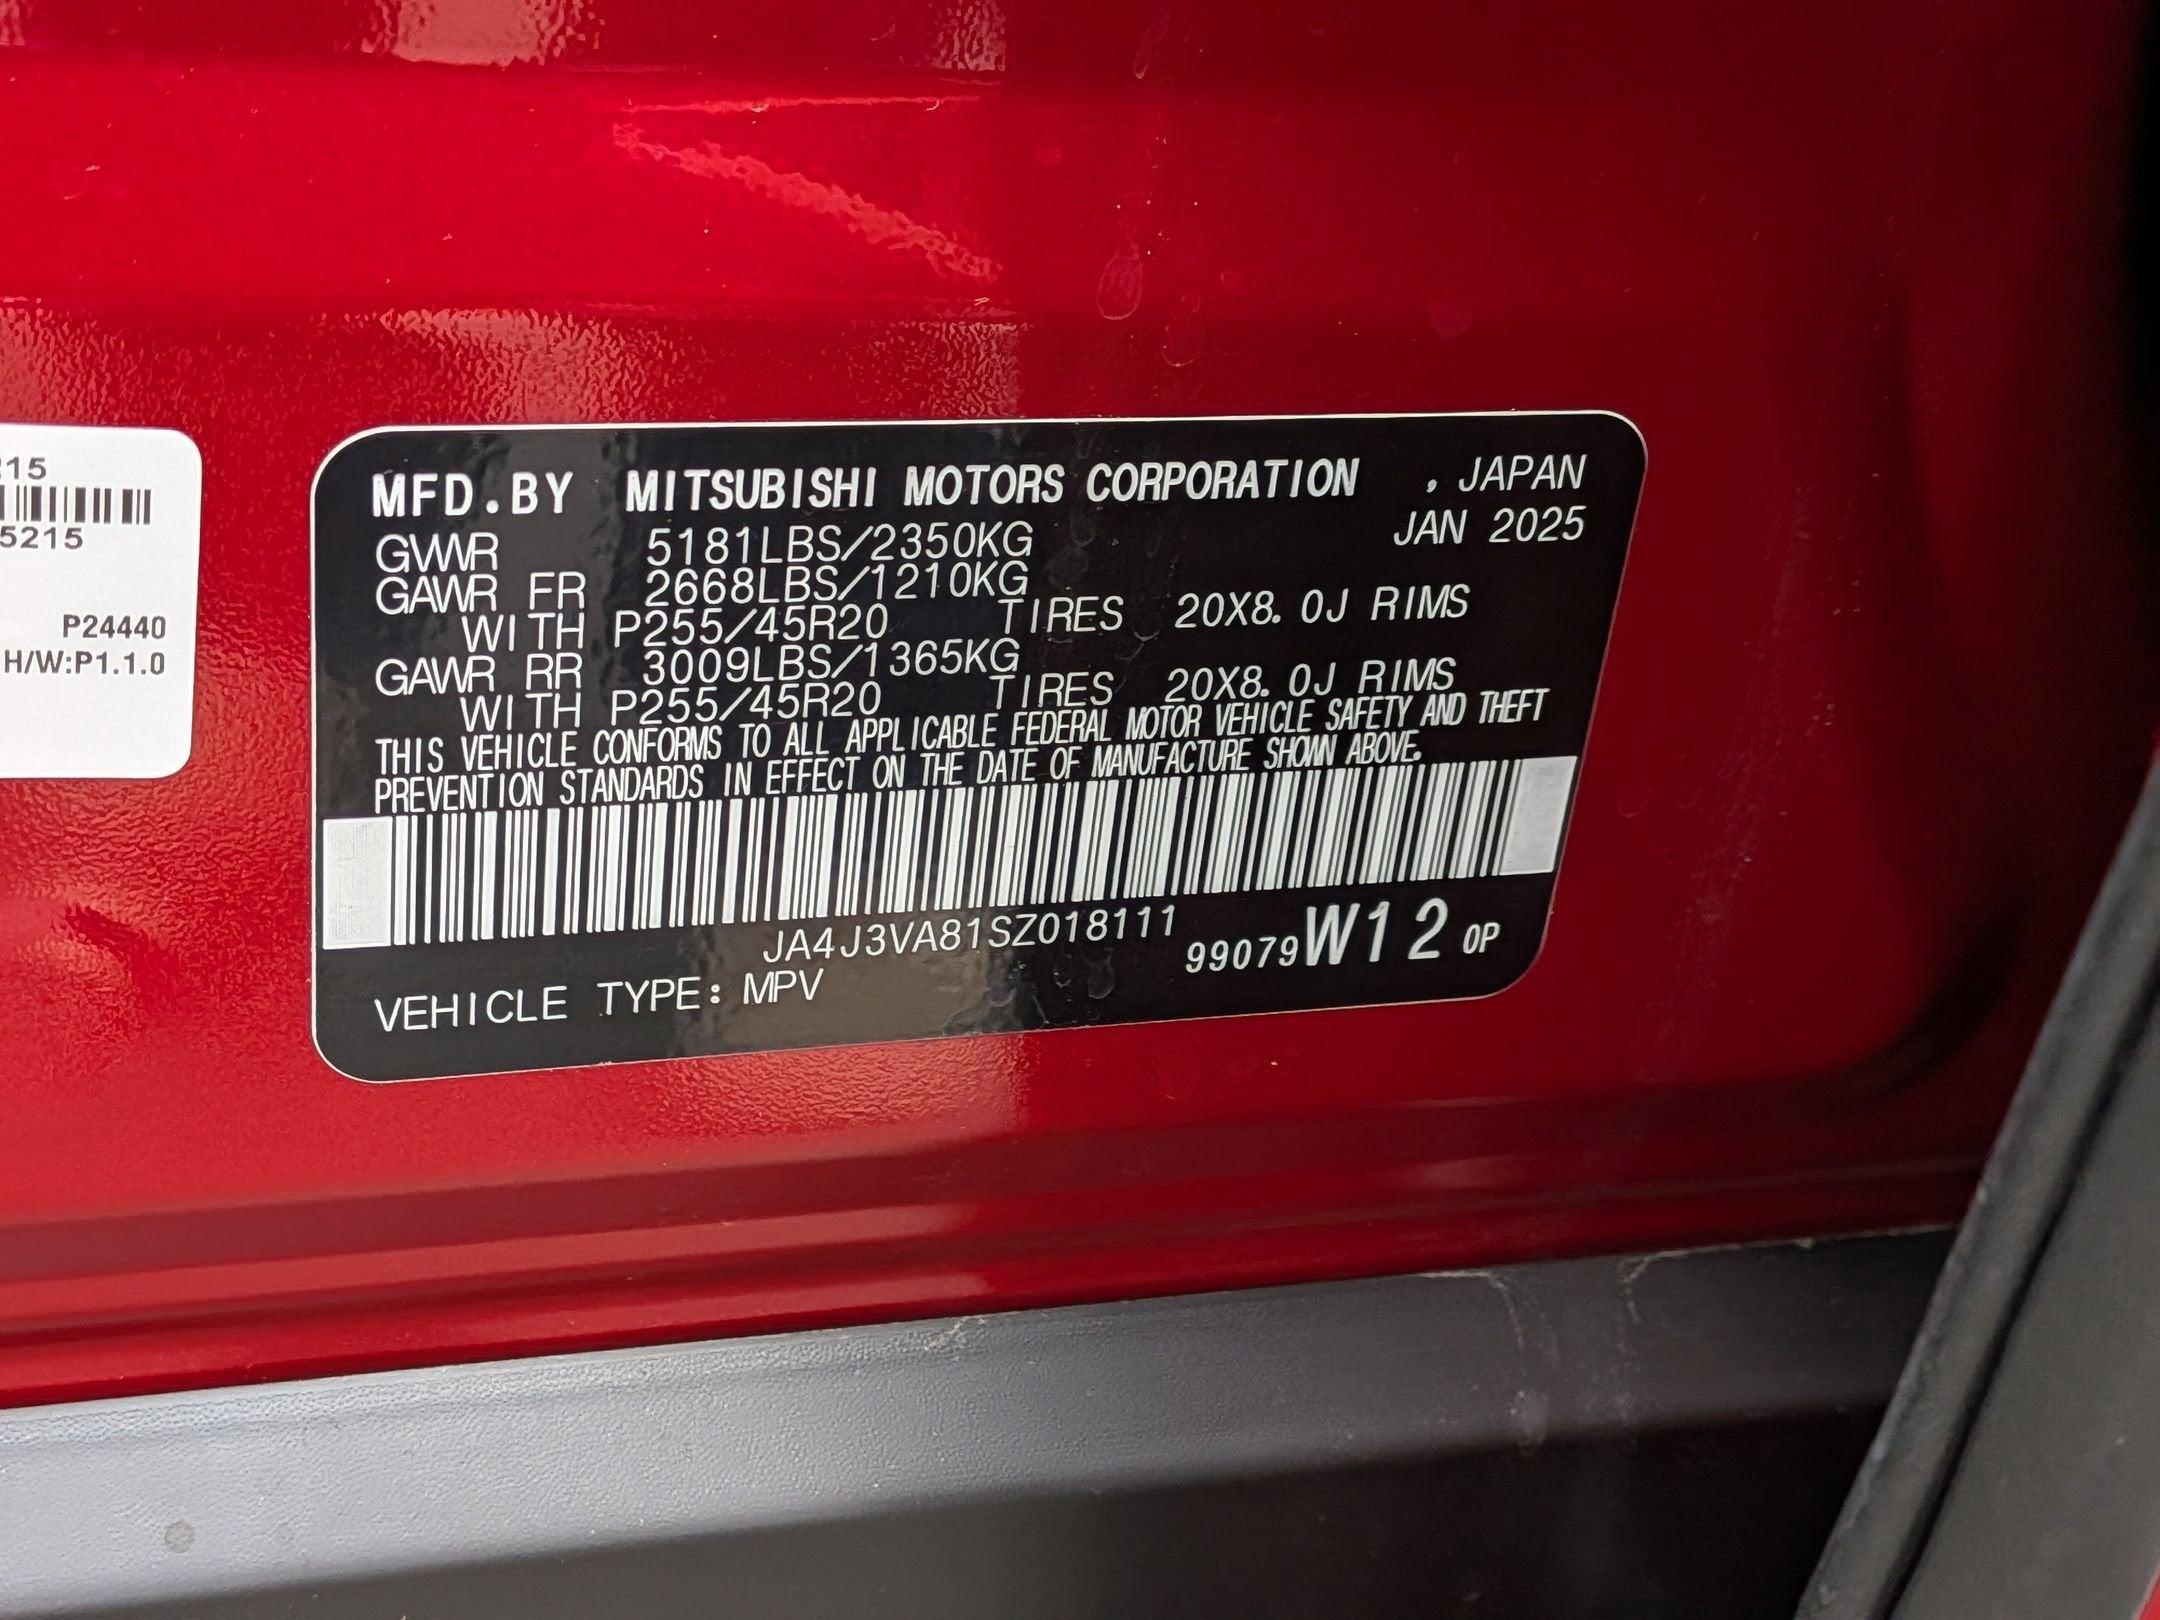 215
5215
P24440
H/W:P1.1.0
MFD.BY MITSUBISHI MOTORS CORPORATION , JAPAN
JAN 2025
GVWR 5181LBS/2350KG
GAWR FR 2668LBS/1210KG
WITH P255/45R20 TIRES 20X8.0J RIMS
GAWR RR 3009LBS/1365KG
WITH P255/45R20 TIRES 20X8.0J RIMS
THIS VEHICLE CONFORMS TO ALL APPLICABLE FEDERAL MOTOR VEHICLE SAFETY AND THEFT
PREVENTION STANDARDS IN EFFECT ON THE DATE OF MANUFACTURE SHOWN ABOVE.
JA4J3VA81SZ018111
99079W12 0P
VEHICLE TYPE: MPV